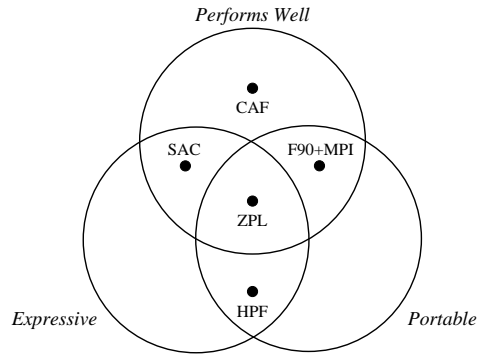 Performs Well
CAF
SAC
F90+MPI
ZPL
HPF
Expressive
Portable